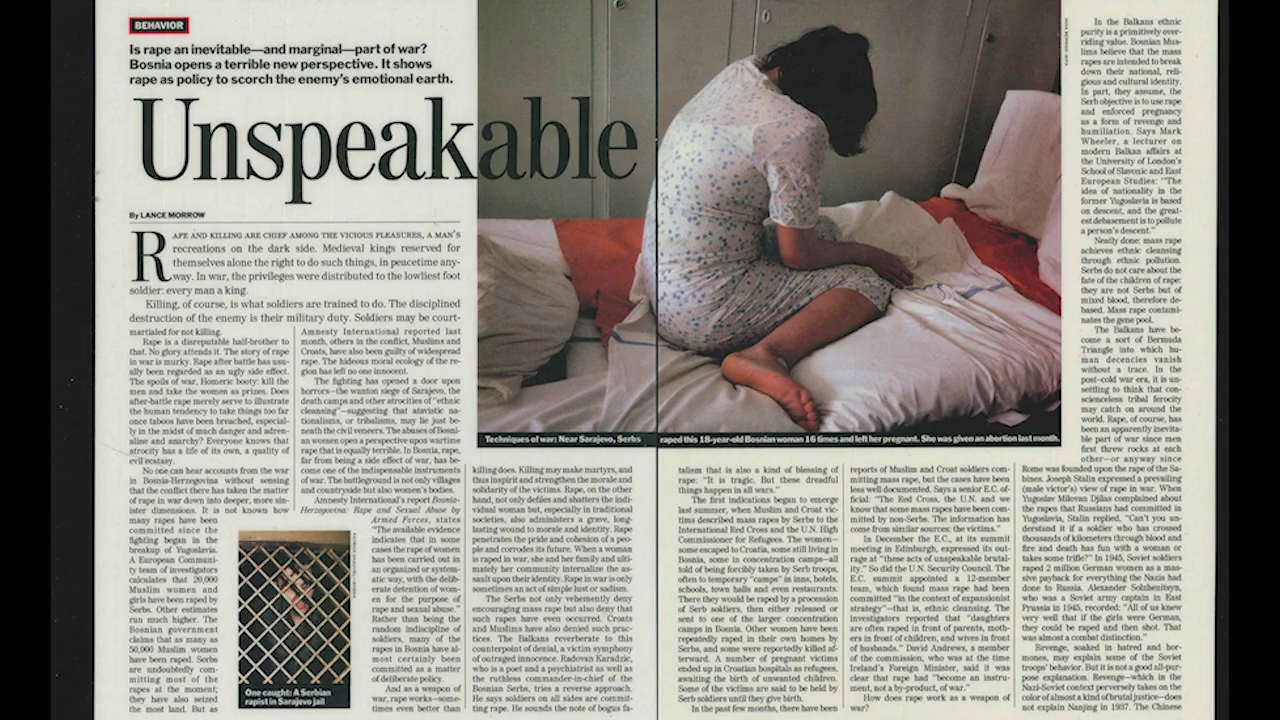 BEHAVIOR
Is rape an inevitable—and marginal—part of war?
Bosnia opens a terrible new perspective. It shows
rape as policy to scorch the enemy's emotional earth.
Unspeakable
By LANCE MORROW
RAPE AND KILLING ARE CHIEF AMONG THE VICIOUS PLEASURES, A MAN'S
recreations on the dark side. Medieval kings reserved for
themselves alone the right to do such things, in peacetime any-
way. In war, the privileges were distributed to the lowliest foot
soldier: every man a king.
Killing, of course, is what soldiers are trained to do. The disciplined
destruction of the enemy is their military duty. Soldiers may be court-
martialed for not killing.
Rape is a disreputable half-brother to
that. No glory attends it. The story of rape
in war is murky. Rape after battle has usu-
ally been regarded as an ugly side effect.
The spoils of war, Homeric booty: kill the
men and take the women as prizes. Does
after-battle rape merely serve to illustrate
the human tendency to take things too far
once taboos have been breached, especial-
ly in the midst of much danger and adren-
aline and anarchy? Everyone knows that
atrocity has a life of its own, a quality of
evil ecstasy.
No one can hear accounts from the war
in Bosnia-Herzegovina without sensing
that the conflict there has taken the matter
of rape in war down into deeper, more sin-
ister dimensions. It is not known how
many rapes have been
committed since the
fighting began in the
breakup of Yugoslavia.
A European Communi-
ty team of investigators
calculates that 20,000
Muslim women and
girls have been raped by
Serbs. Other estimates
run much higher. The
Bosnian government
claims that as many as
50,000 Muslim women
have been raped. Serbs
are undoubtedly com-
mitting most of the
rapes at the moment;
they have also seized
the most land. But as
Amnesty International reported last
month, others in the conflict, Muslims and
Croats, have also been guilty of widespread
rape. The hideous moral ecology of the re-
gion has left no one innocent.
The fighting has opened a door upon
horrors—the wanton siege of Sarajevo, the
death camps and other atrocities of "ethnic
cleansing"—suggesting that atavistic na-
tionalisms, or tribalisms, may lie just be-
neath the civil veneers. The abuses of Bosni-
an women open a perspective upon wartime
rape that is equally terrible. In Bosnia, rape,
far from being a side effect of war, has be-
come one of the indispensable instruments
of war. The battleground is not only villages
and countryside but also women's bodies.
Amnesty International's report Bosnia-
Herzegovina: Rape and Sexual Abuse by
Armed Forces, states
"The available evidence
indicates that in some
cases the rape of women
has been carried out in
an organized or system-
atic way, with the delib-
erate detention of wom-
en for the purpose of
rape and sexual abuse."
Rather than being the
random indiscipline of
soldiers, many of the
rapes in Bosnia have al-
most certainly been
committed as a matter
of deliberate policy.
And as a weapon of
war, rape works—some-
times even better than
One caught: A Serbian
rapist in Sarajevo jail
Techniques of war: Near Sarajevo, Serbs raped this 18-year-old Bosnian woman 16 times and left her pregnant. She was given an abortion last month.
killing does. Killing may make martyrs, and
thus inspirit and strengthen the morale and
solidarity of the victims. Rape, on the other
hand, not only defiles and shatters the indi-
vidual woman but, especially in traditional
societies, also administers a grave, long-
lasting wound to morale and identity. Rape
penetrates the pride and cohesion of a peo-
ple and corrodes its future. When a woman
is raped in war, she and her family and ulti-
mately her community internalize the as-
sault upon their identity. Rape in war is only
sometimes an act of simple lust or sadism.
The Serbs not only vehemently deny
encouraging mass rape but also deny that
such rapes are even occurred. Croats
and Muslims have also denied such prac-
tices. The Balkans reverberate to this
counterpoint of denial, a victim symphony
of outraged innocence. Radovan Karadzic,
who is a poet and a psychiatrist as well as
the ruthless commander-in-chief of the
Bosnian Serbs, tries a reverse approach.
He says soldiers on all sides are commit-
ting rape. He sounds the note of bogus fa-
talism that is also a kind of blessing of
rape: "It is tragic. But these dreadful
things happen in all wars."
The first indications began to emerge
last summer, when Muslim and Croat vic-
tims described mass rapes by Serbs to the
International Red Cross and the U.N. High
Commissioner for Refugees. The women—
some escaped to Croatia, some still living in
Bosnia, some in concentration camps—all
told of being forcibly taken by Serb troops,
often to temporary "camps" in inns, hotels,
schools, town halls and even restaurants.
There they would be raped by a procession
of Serb soldiers, then either released or
sent to one of the larger concentration
camps in Bosnia. Other women have been
repeatedly raped in their own homes by
Serbs, and some were reportedly killed af-
terward. A number of pregnant victims
ended up in Croatian hospitals as refugees,
awaiting the birth of unwanted children.
Some of the victims are said to be held by
Serb soldiers until they give birth.
In the past few months, there have been
reports of Muslim and Croat soldiers com-
mitting mass rape, but the cases have been
less well documented. Says a senior E.C. of-
ficial: "The Red Cross, the U.N. and we
know that some mass rapes have been com-
mitted by non-Serbs. The information has
come from similar sources: the victims."
In December the E.C., at its summit
meeting in Edinburgh, expressed its out-
rage at "these acts of unspeakable brutal-
ity." So did the U.N. Security Council. The
E.C. summit appointed a 12-member
team, which found mass rape had been
committed "in the context of expansionist
strategy"—that is, ethnic cleansing. The
investigators reported that "daughters
are often raped in front of parents, moth-
ers in front of children, and wives in front
of husbands." David Andrews, a member
of the commission, who was at the time
Ireland's Foreign Minister, said it was
clear that rape had "become an instru-
ment, not a by-product, of war."
How does rape work as a weapon of
war?
In the Balkans ethnic
purity is a primitively over-
riding value. Bosnian Mus-
lims believe that the mass
rapes are intended to break
down their national, reli-
gious and cultural identity.
In part, they assume, the
Serb objective is to use rape
and enforced pregnancy
as a form of revenge and
humiliation. Says Mark
Wheeler, a lecturer on
modern Balkan affairs at
the University of London's
School of Slavonic and East
European Studies: "The
idea of nationality in the
former Yugoslavia is based
on descent, and the great-
est debasement is to pollute
a person's descent."
Neatly done: mass rape
achieves ethnic cleansing
through ethnic pollution.
Serbs do not care about the
fate of the children of rape:
they are not Serbs but of
mixed blood, therefore de-
based. Mass rape contami-
nates the gene pool.
The Balkans have be-
come a sort of Bermuda
Triangle into which hu-
man decencies vanish
without a trace. In the
post-cold war era, it is un-
settling to think that con-
scienceless tribal ferocity
may catch on around the
world. Rape, of course, has
been an apparently inevita-
ble part of war since men
first threw rocks at each
other—or anyway since
Rome was founded upon the rape of the Sa-
bines. Joseph Stalin expressed a prevailing
(male victor's) view of rape in war. When
Yugoslav Milovan Djilas complained about
the rapes that Russians had committed in
Yugoslavia, Stalin replied, "Can't you un-
derstand it if a soldier who has crossed
thousands of kilometers through blood and
fire and death has fun with a woman or
takes some trifle?" In 1945, Soviet soldiers
raped 2 million German women as a mas-
sive payback for everything the Nazis had
done to Russia. Alexander Solzhenitsyn,
who was a Soviet army captain in East
Prussia in 1945, recorded: "All of us knew
very well that if the girls were German,
they could be raped and then shot. That
was almost a combat distinction."
Revenge, soaked in hatred and hor-
mones, may explain some of the Soviet
troops' behavior. But it is not a good all-pur-
pose explanation. Revenge—which in the
Nazi-Soviet context perversely takes on the
color of almost a kind of brutal justice—does
not explain Nanjing in 1937. The Chinese